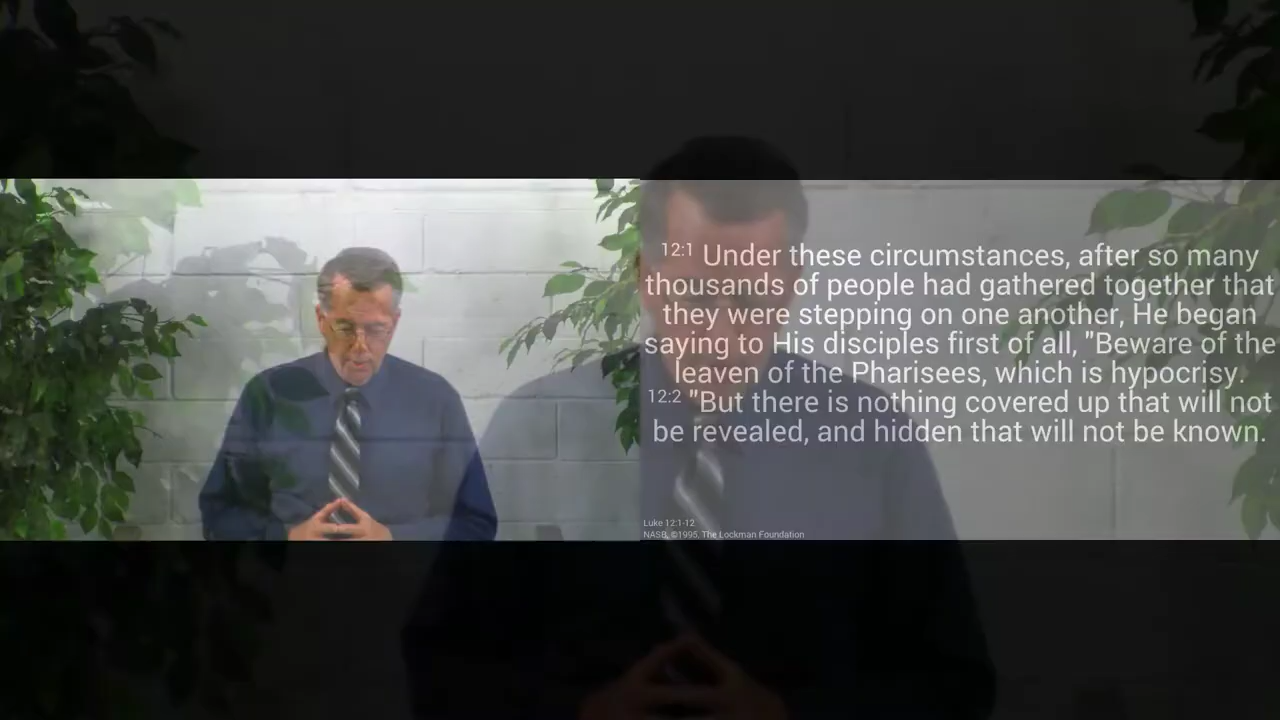 12:1 Under these circumstances, after so many
thousands of people had gathered together that
they were stepping on one another, He began
saying to His disciples first of all, "Beware of the
leaven of the Pharisees, which is hypocrisy.
12:2 "But there is nothing covered up that will not
be revealed, and hidden that will not be known.
Luke 12:1-12
NASB, ©1995, The Lockman Foundation